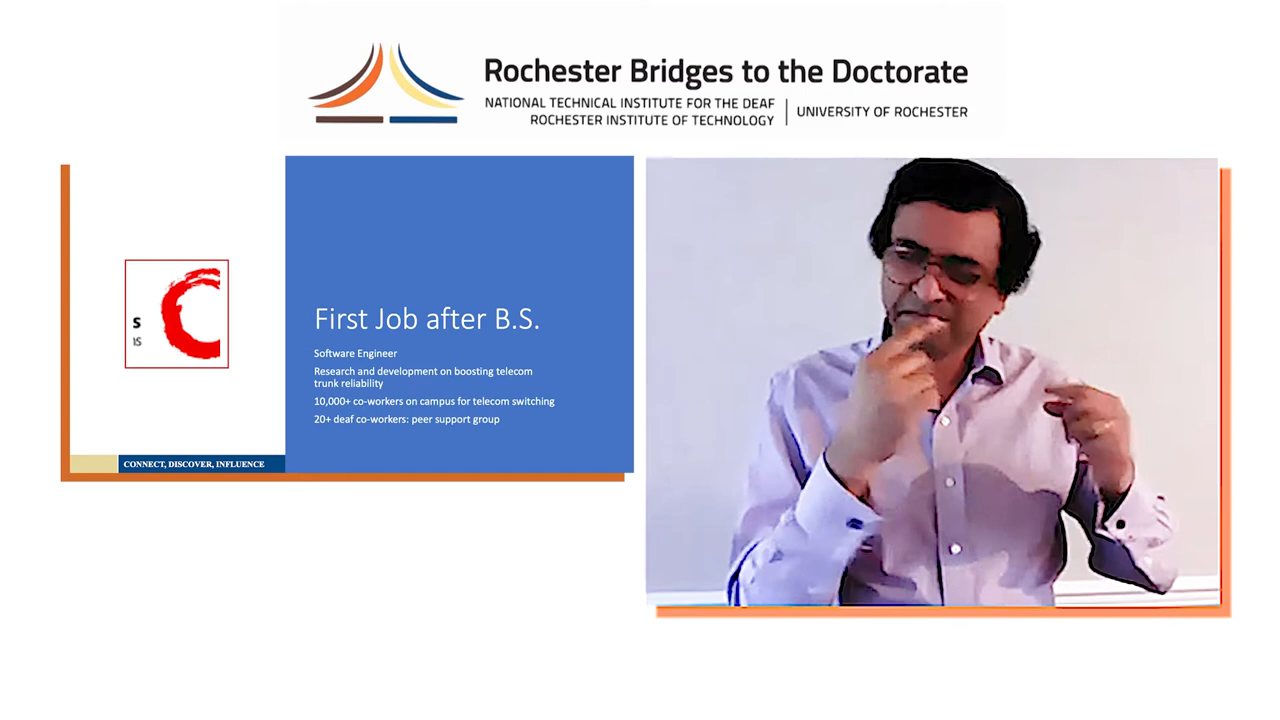 Rochester Bridges to the Doctorate
NATIONAL TECHNICAL INSTITUTE FOR THE DEAF
ROCHESTER INSTITUTE OF TECHNOLOGY
UNIVERSITY OF ROCHESTER
s
ns
First Job after B.S.
Software Engineer
Research and development on boosting telecom
trunk reliability
10,000+ co-workers on campus for telecom switching
20+ deaf co-workers: peer support group
CONNECT, DISCOVER, INFLUENCE